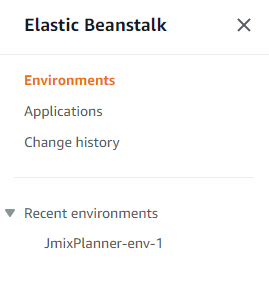 Elastic Beanstalk
Environments
Applications
Change history
Recent environments
JmixPlanner-env-1